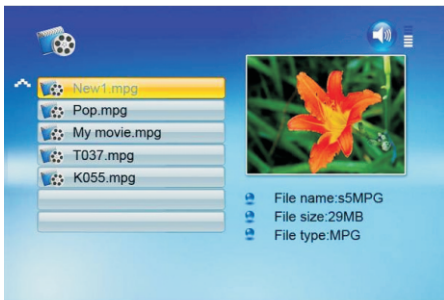 New1.mpg
Pop.mpg
My movie.mpg
T037.mpg
K055.mpg
File name:s5MPG
File size:29MB
File type:MPG